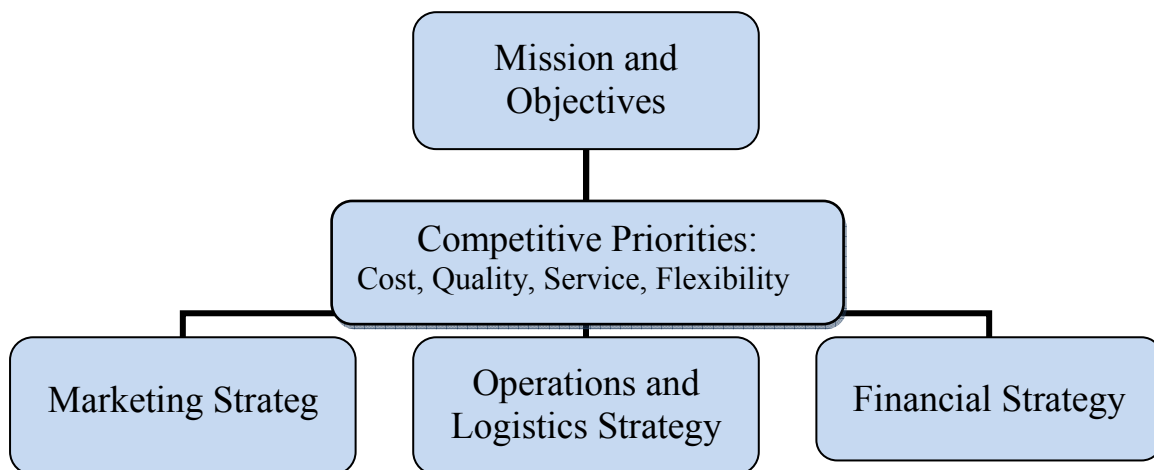 Mission and
Objectives
Competitive Priorities:
Cost, Quality, Service, Flexibility
Marketing Strateg
Operations and
Logistics Strategy
Financial Strategy